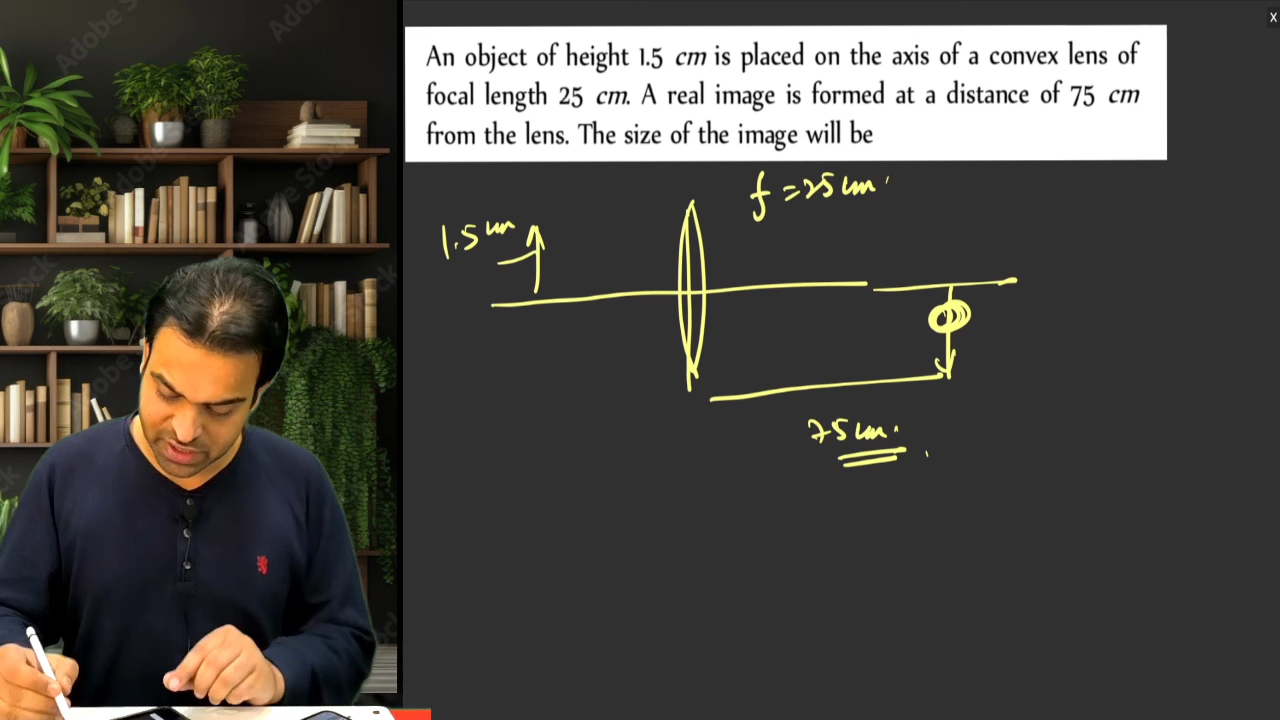 An object of height 1.5 cm is placed on the axis of a convex lens of
focal length 25 cm. A real image is formed at a distance of 75 cm
from the lens. The size of the image will be
f = 25 cm.
1.5 cm
75 cm.
X
Adobe Stock